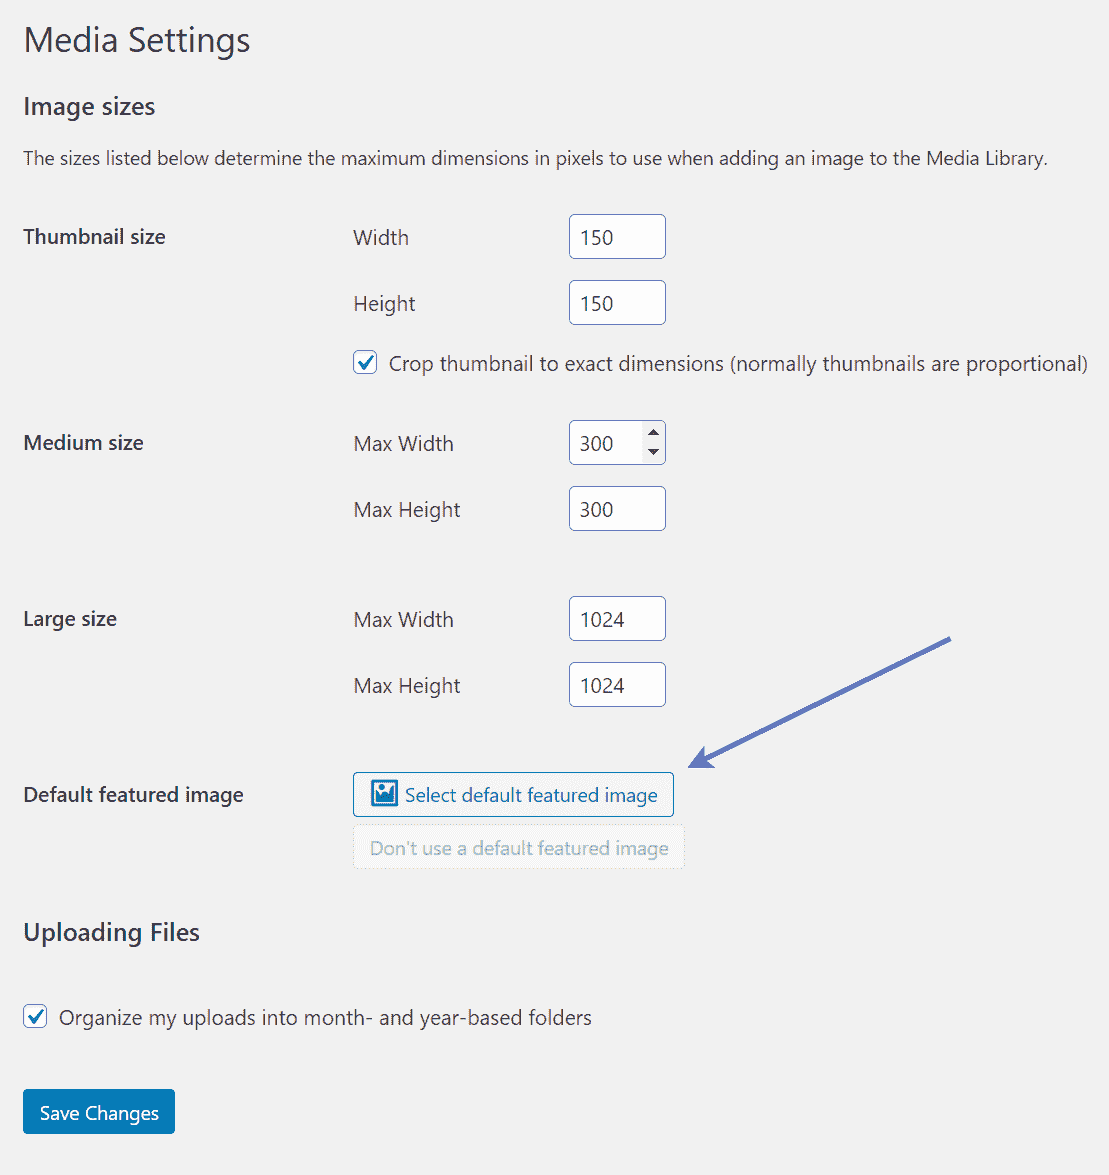 Media Settings
Image sizes
The sizes listed below determine the maximum dimensions in pixels to use when adding an image to the Media Library.
Thumbnail size
Width
150
Height
150
Crop thumbnail to exact dimensions (normally thumbnails are proportional)
Medium size
Max Width
300
Max Height
300
Large size
Max Width
1024
Max Height
1024
Default featured image
Select default featured image
Don't use a default featured image
Uploading Files
Organize my uploads into month- and year-based folders
Save Changes